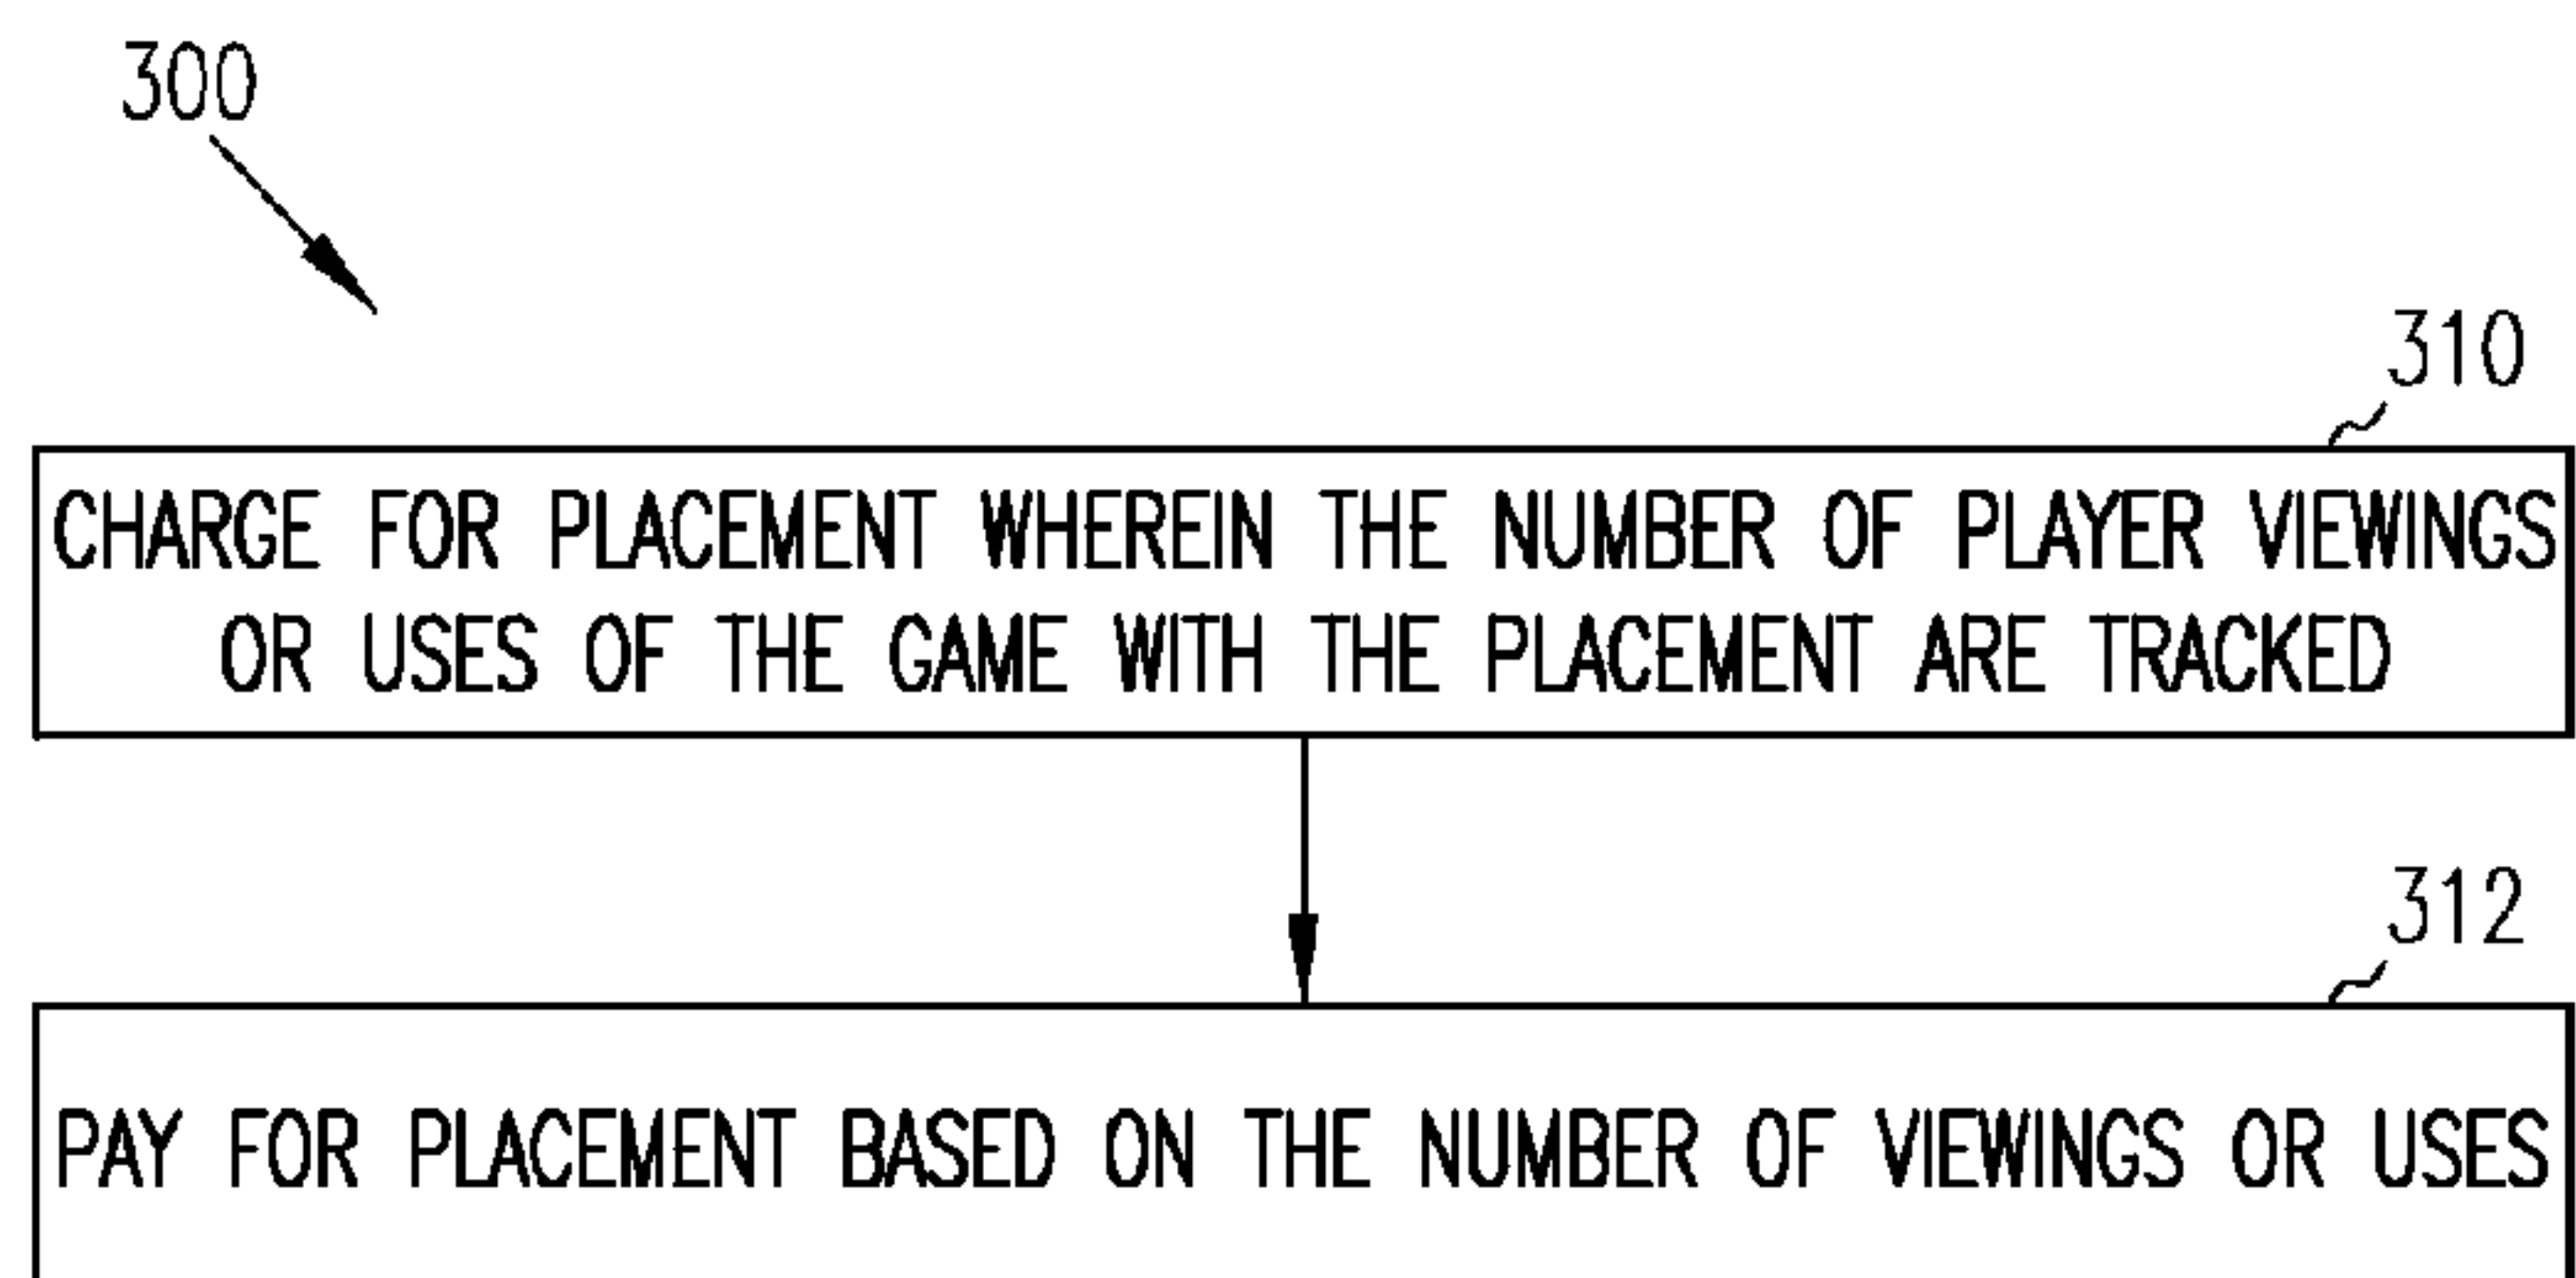 300
310
CHARGE FOR PLACEMENT WHEREIN THE NUMBER OF PLAYER VIEWINGS
OR USES OF THE GAME WITH THE PLACEMENT ARE TRACKED
312
PAY FOR PLACEMENT BASED ON THE NUMBER OF VIEWINGS OR USES